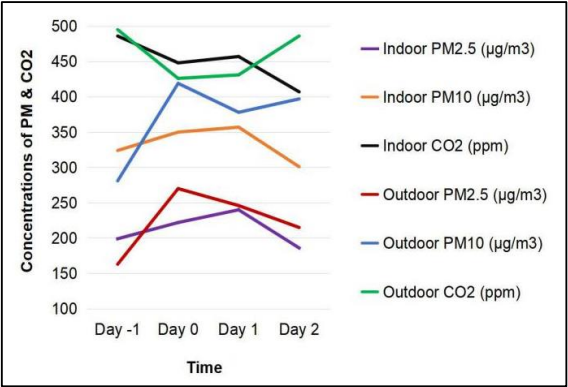 Concentrations of PM & CO2
500
450
400
350
300
250
200
150
100
Day -1 Day 0 Day 1 Day 2
Time
Indoor PM2.5 (µg/m3)
Indoor PM10 (µg/m3)
Indoor CO2 (ppm)
Outdoor PM2.5 (µg/m3)
Outdoor PM10 (µg/m3)
Outdoor CO2 (ppm)